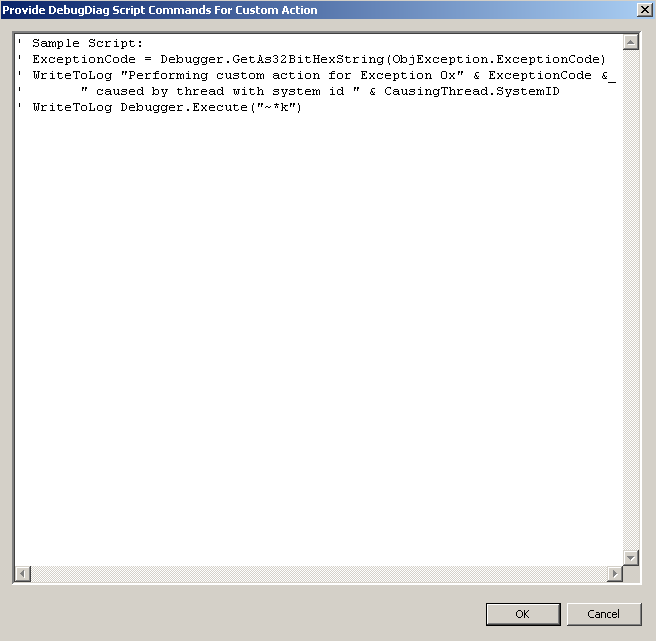 Provide DebugDiag Script Commands For Custom Action
' Sample Script:
' ExceptionCode = Debugger.GetAs32BitHexString(ObjException.ExceptionCode)
' WriteToLog "Performing custom action for Exception 0x" & ExceptionCode &_
'       " caused by thread with system id " & CausingThread.SystemID
' WriteToLog Debugger.Execute("~*k")
OK
Cancel